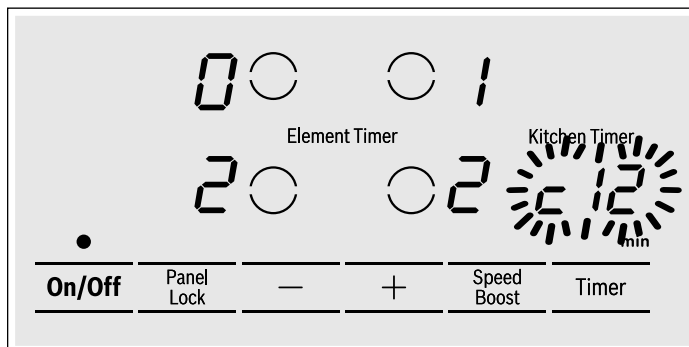 0 1
Element Timer Kitchen Timer
2 2 c12
min
On/Off Panel Lock − + Speed Boost Timer